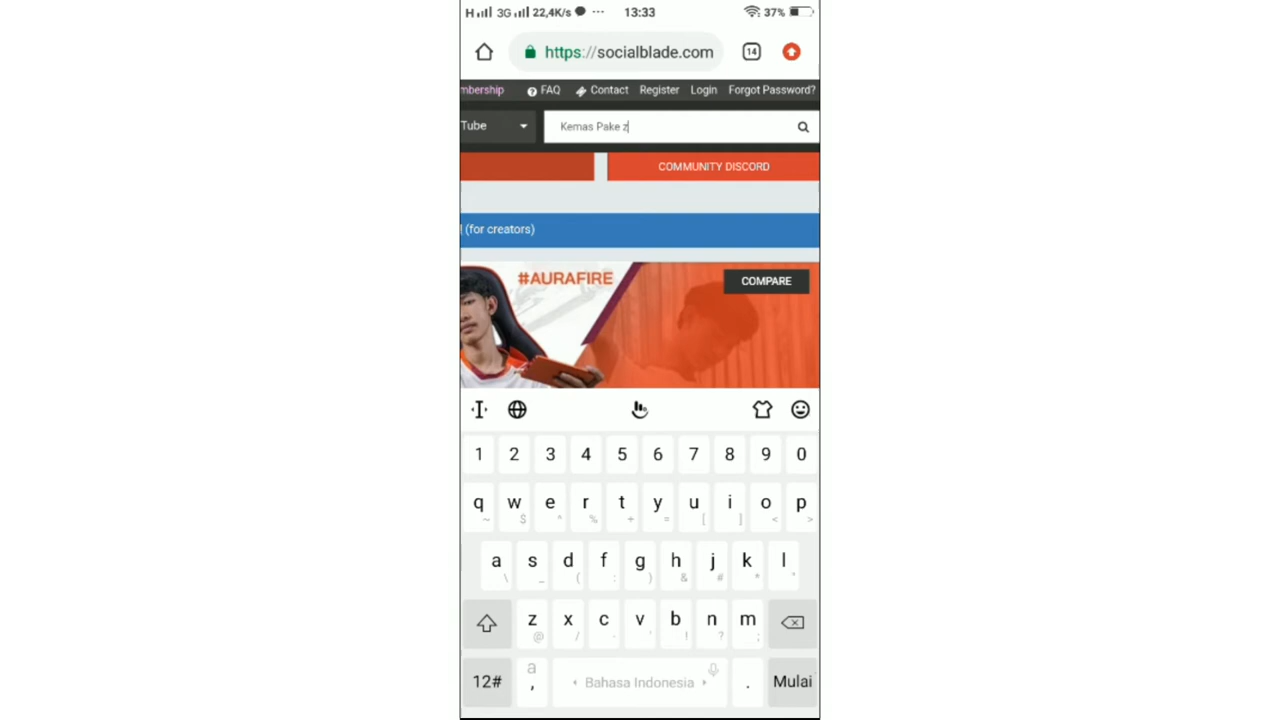 H 3G 22,4K/s ... 13:33 37%
https://socialblade.com 14
mbership FAQ Contact Register Login Forgot Password?
Tube Kemas Pake z
COMMUNITY DISCORD
(for creators)
#AURAFIRE COMPARE
1 2 3 4 5 6 7 8 9 0
q w e r t y u i o p
~ $ ^ % + = [ ] < >
a s d f g h j k l
\ _ ( : ) & # * '
z x c v b n m
@ / - ' ! ? ;
12# a , Bahasa Indonesia . Mulai